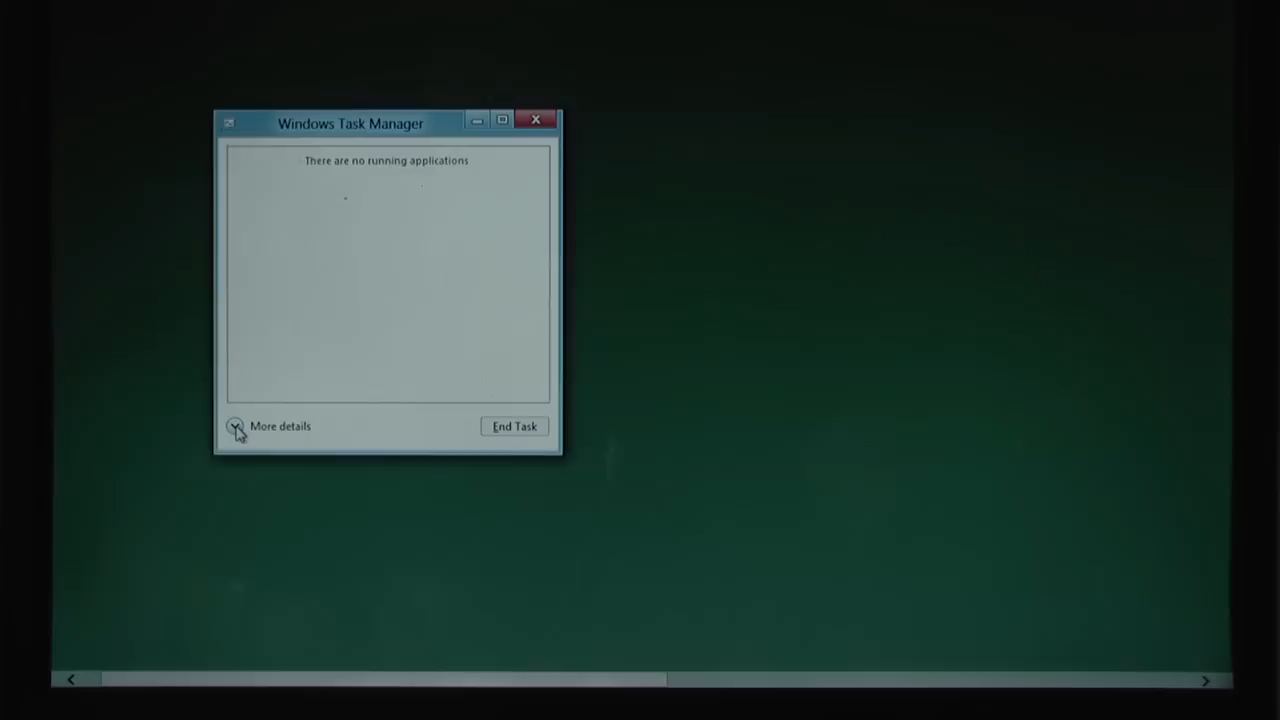 Windows Task Manager
There are no running applications
More details
End Task